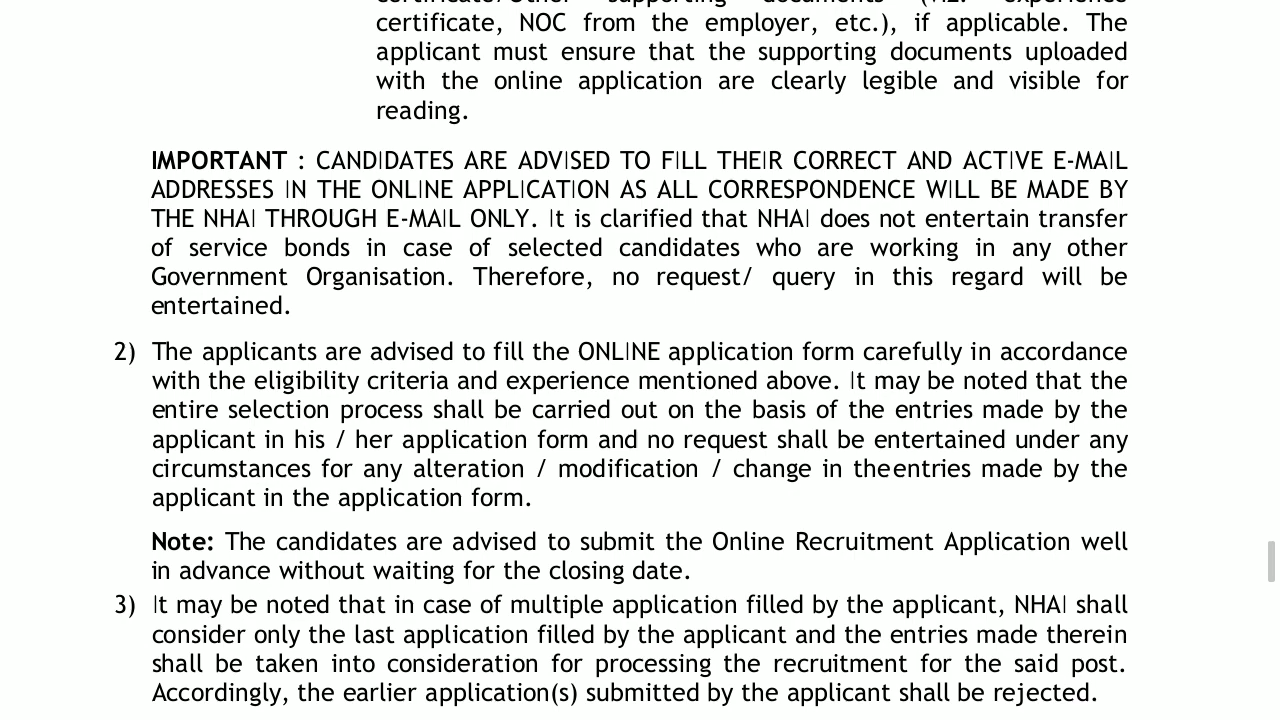 certificate, NOC from the employer, etc.), if applicable. The
applicant must ensure that the supporting documents uploaded
with the online application are clearly legible and visible for
reading.
IMPORTANT : CANDIDATES ARE ADVISED TO FILL THEIR CORRECT AND ACTIVE E-MAIL
ADDRESSES IN THE ONLINE APPLICATION AS ALL CORRESPONDENCE WILL BE MADE BY
THE NHAI THROUGH E-MAIL ONLY. It is clarified that NHAI does not entertain transfer
of service bonds in case of selected candidates who are working in any other
Government Organisation. Therefore, no request/ query in this regard will be
entertained.
2) The applicants are advised to fill the ONLINE application form carefully in accordance
with the eligibility criteria and experience mentioned above. It may be noted that the
entire selection process shall be carried out on the basis of the entries made by the
applicant in his / her application form and no request shall be entertained under any
circumstances for any alteration / modification / change in theentries made by the
applicant in the application form.
Note: The candidates are advised to submit the Online Recruitment Application well
in advance without waiting for the closing date.
3) It may be noted that in case of multiple application filled by the applicant, NHAI shall
consider only the last application filled by the applicant and the entries made therein
shall be taken into consideration for processing the recruitment for the said post.
Accordingly, the earlier application(s) submitted by the applicant shall be rejected.